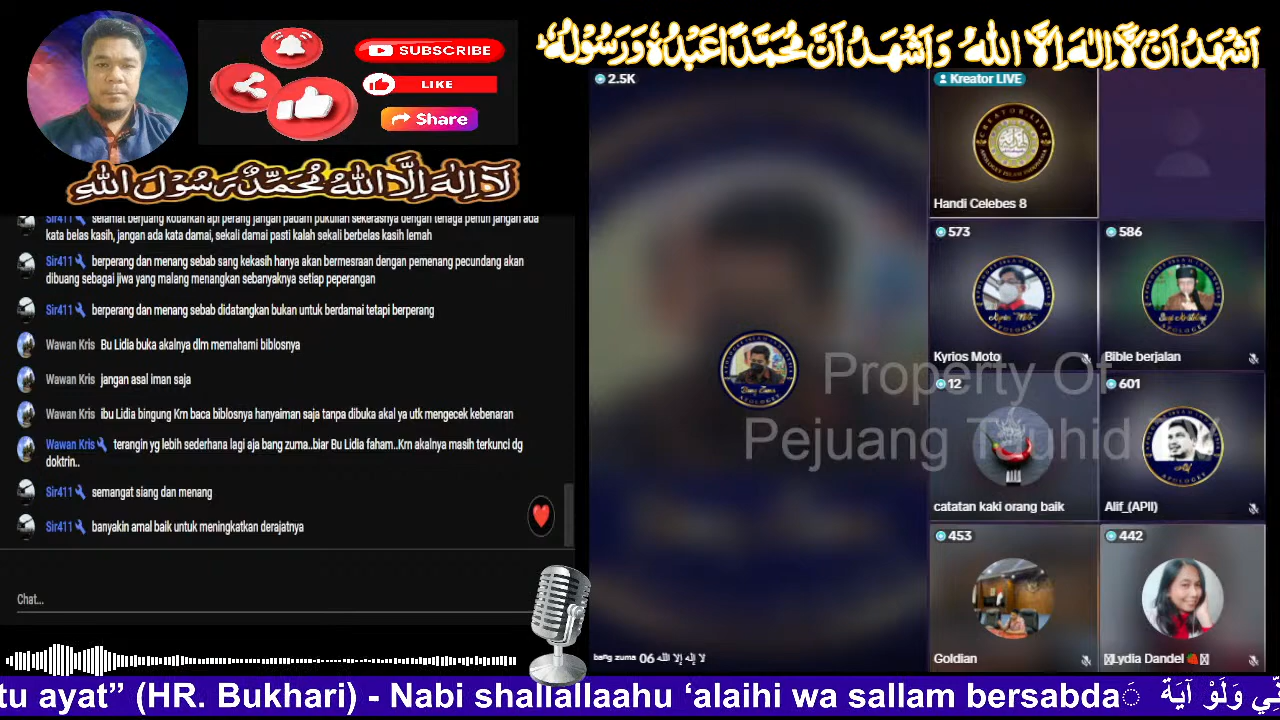 SUBSCRIBE
LIKE
Share
اَشْهَدُ اَنْ لَّا اِلٰهَ اِلَّا اللهُ وَاَشْهَدُ اَنَّ مُحَمَّدًا عَبْدُهٗ وَرَسُوْلُهٗ
لَآ اِلٰهَ اِلَّا اللهُ مُحَمَّدٌ رَسُوْلُ اللهِ
Sir411 selamat berjuang kobarkan api perang jangan padam pukullah sekerasnya dengan tenaga penuh jangan ada
kata belas kasih, jangan ada kata damai, sekali damai pasti kalah sekali berbelas kasih lemah
Sir411 berperang dan menang sebab sang kekasih hanya akan bermesraan dengan pemenang pecundang akan
dibuang sebagai jiwa yang malang menangkan sebanyaknya setiap peperangan
Sir411 berperang dan menang sebab didatangkan bukan untuk berdamai tetapi berperang
Wawan Kris Bu Lidia buka akalnya dlm memahami biblosnya
Wawan Kris jangan asal iman saja
Wawan Kris ibu Lidia bingung Krn baca biblosnya hanyaiman saja tanpa dibuka akal ya utk mengecek kebenaran
Wawan Kris terangin yg lebih sederhana lagi aja bang zuma..biar Bu Lidia faham..Krn akalnya masih terkunci dg
doktrin..
Sir411 semangat siang dan menang
Sir411 banyakin amal baik untuk meningkatkan derajatnya
Chat...
2.5K
Kreator LIVE
Handi Celebes 8
573
Kyrios Moto
586
Bible berjalan
12
catatan kaki orang baik
601
Alif_(APII)
453
Goldian
442
Lydia Dandel
Bang Zuma
APOLOGET
Property Of
Pejuang Tauhid
bang zuma 06 لا إله إلا الله
tu ayat” (HR. Bukhari) - Nabi shallallaahu ‘alaihi wa sallam bersabda
نِّي وَلَوْ آيَةً